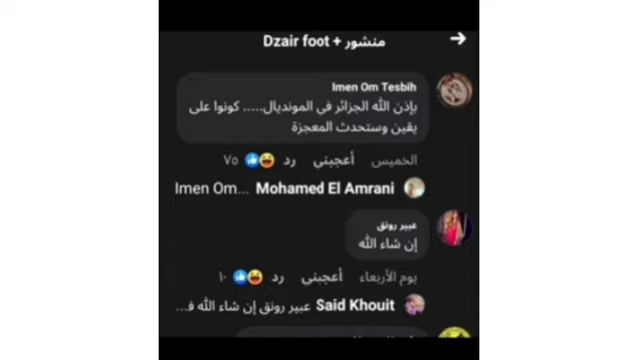 منشور + Dzair foot
Imen Om Tesbih
بإذن الله الجزائر في المونديال..... كونوا على
يقين وستحدث المعجزة
الخميس أعجبني رد ٧٥
Mohamed El Amrani Imen Om...
عبير رونق
إن شاء الله
يوم الأربعاء أعجبني رد ١٠
Said Khouit عبير رونق إن شاء الله ف...